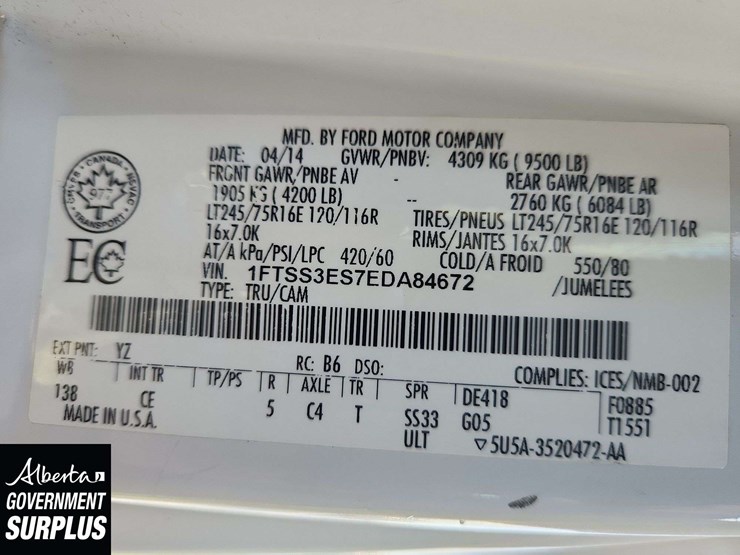 MFD. BY FORD MOTOR COMPANY
DATE: 04/14 GVWR/PNBV: 4309 KG ( 9500 LB)
FRONT GAWR/PNBE AV - REAR GAWR/PNBE AR
1905 KG ( 4200 LB) -- 2760 KG ( 6084 LB)
LT245/75R16E 120/116R TIRES/PNEUS LT245/75R16E 120/116R
16x7.0K RIMS/JANTES 16x7.0K
AT/A kPa/PSI/LPC 420/60 COLD/A FROID 550/80
VIN. 1FTSS3ES7EDA84672 /JUMELEES
TYPE: TRU/CAM
EXT PNT: YZ RC: B6 DSO: COMPLIES: ICES/NMB-002
WB INT TR TP/PS R AXLE TR SPR DE418 F0885
138 CE 5 C4 T SS33 G05 T1551
MADE IN U.S.A. ULT ▽5U5A-3520472-AA
CANADA
977
TRANSPORT
EC
Alberta
GOVERNMENT
SURPLUS